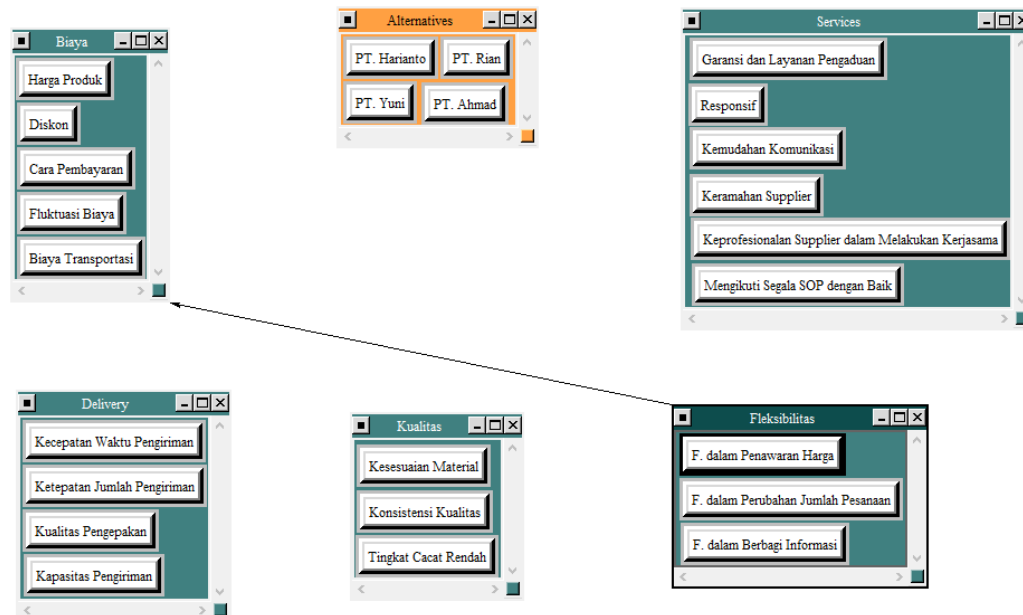 Biaya
Harga Produk
Diskon
Cara Pembayaran
Fluktuasi Biaya
Biaya Transportasi
Alternatives
PT. Harianto
PT. Rian
PT. Yuni
PT. Ahmad
Services
Garansi dan Layanan Pengaduan
Responsif
Kemudahan Komunikasi
Keramahan Supplier
Keprofesionalan Supplier dalam Melakukan Kerjasama
Mengikuti Segala SOP dengan Baik
Delivery
Kecepatan Waktu Pengiriman
Ketepatan Jumlah Pengiriman
Kualitas Pengepakan
Kapasitas Pengiriman
Kualitas
Kesesuaian Material
Konsistensi Kualitas
Tingkat Cacat Rendah
Fleksibilitas
F. dalam Penawaran Harga
F. dalam Perubahan Jumlah Pesanaan
F. dalam Berbagi Informasi